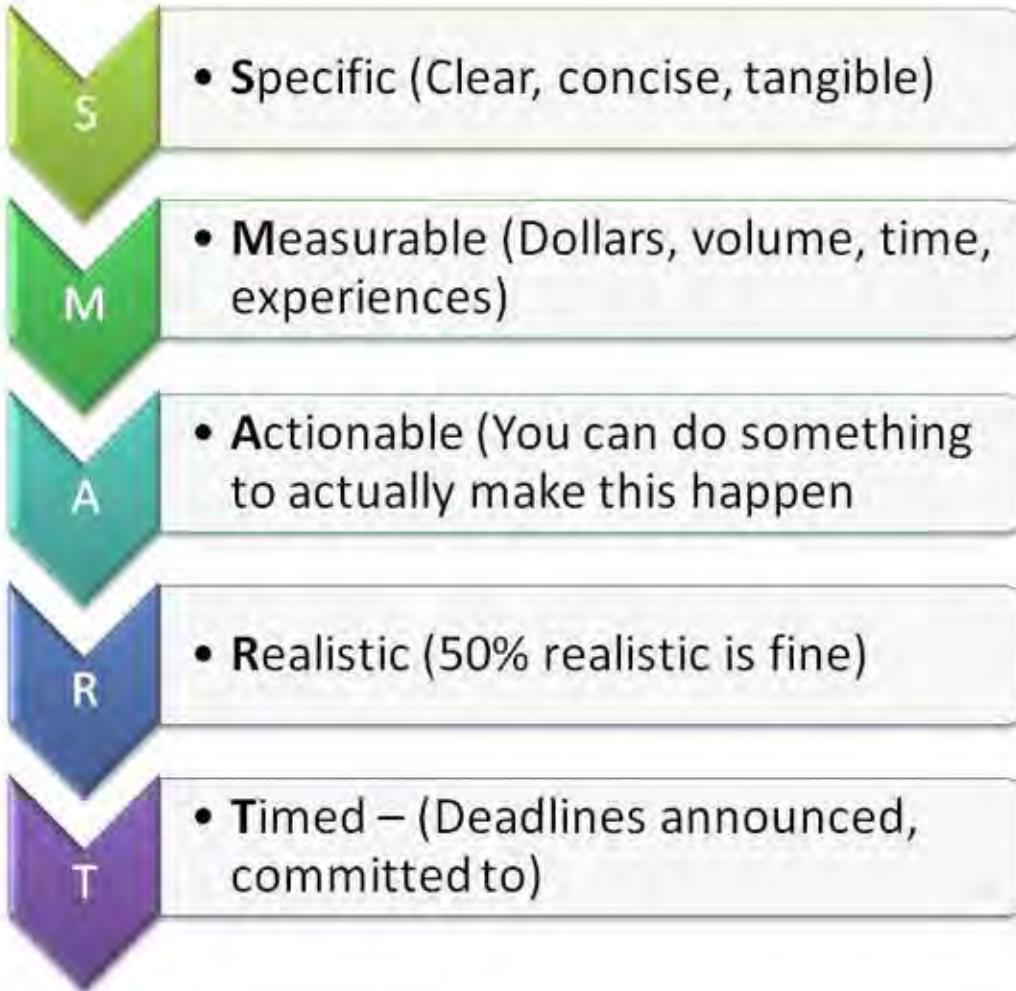 S
• Specific (Clear, concise, tangible)
M
• Measurable (Dollars, volume, time,
experiences)
A
• Actionable (You can do something
to actually make this happen
R
• Realistic (50% realistic is fine)
T
• Timed – (Deadlines announced,
committed to)